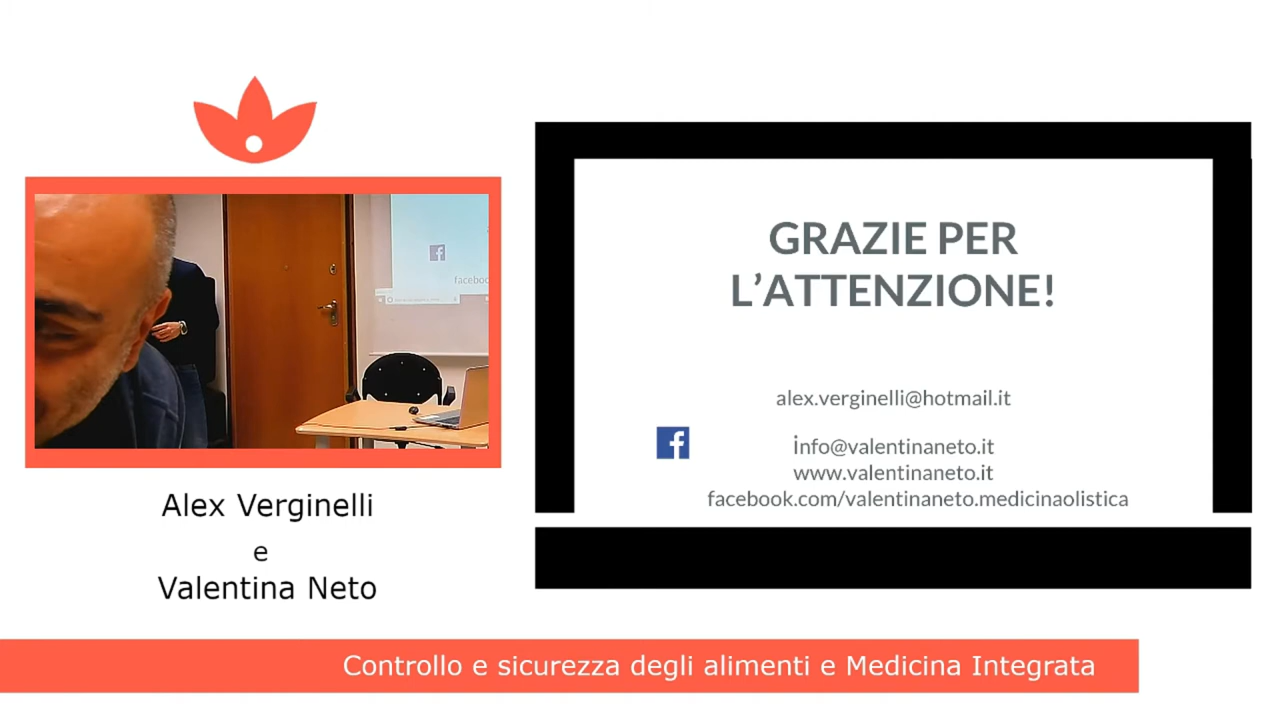 faceboo
Alex Verginelli
e
Valentina Neto
GRAZIE PER
L’ATTENZIONE!
alex.verginelli@hotmail.it
info@valentinaneto.it
www.valentinaneto.it
facebook.com/valentinaneto.medicinaolistica
Controllo e sicurezza degli alimenti e Medicina Integrata